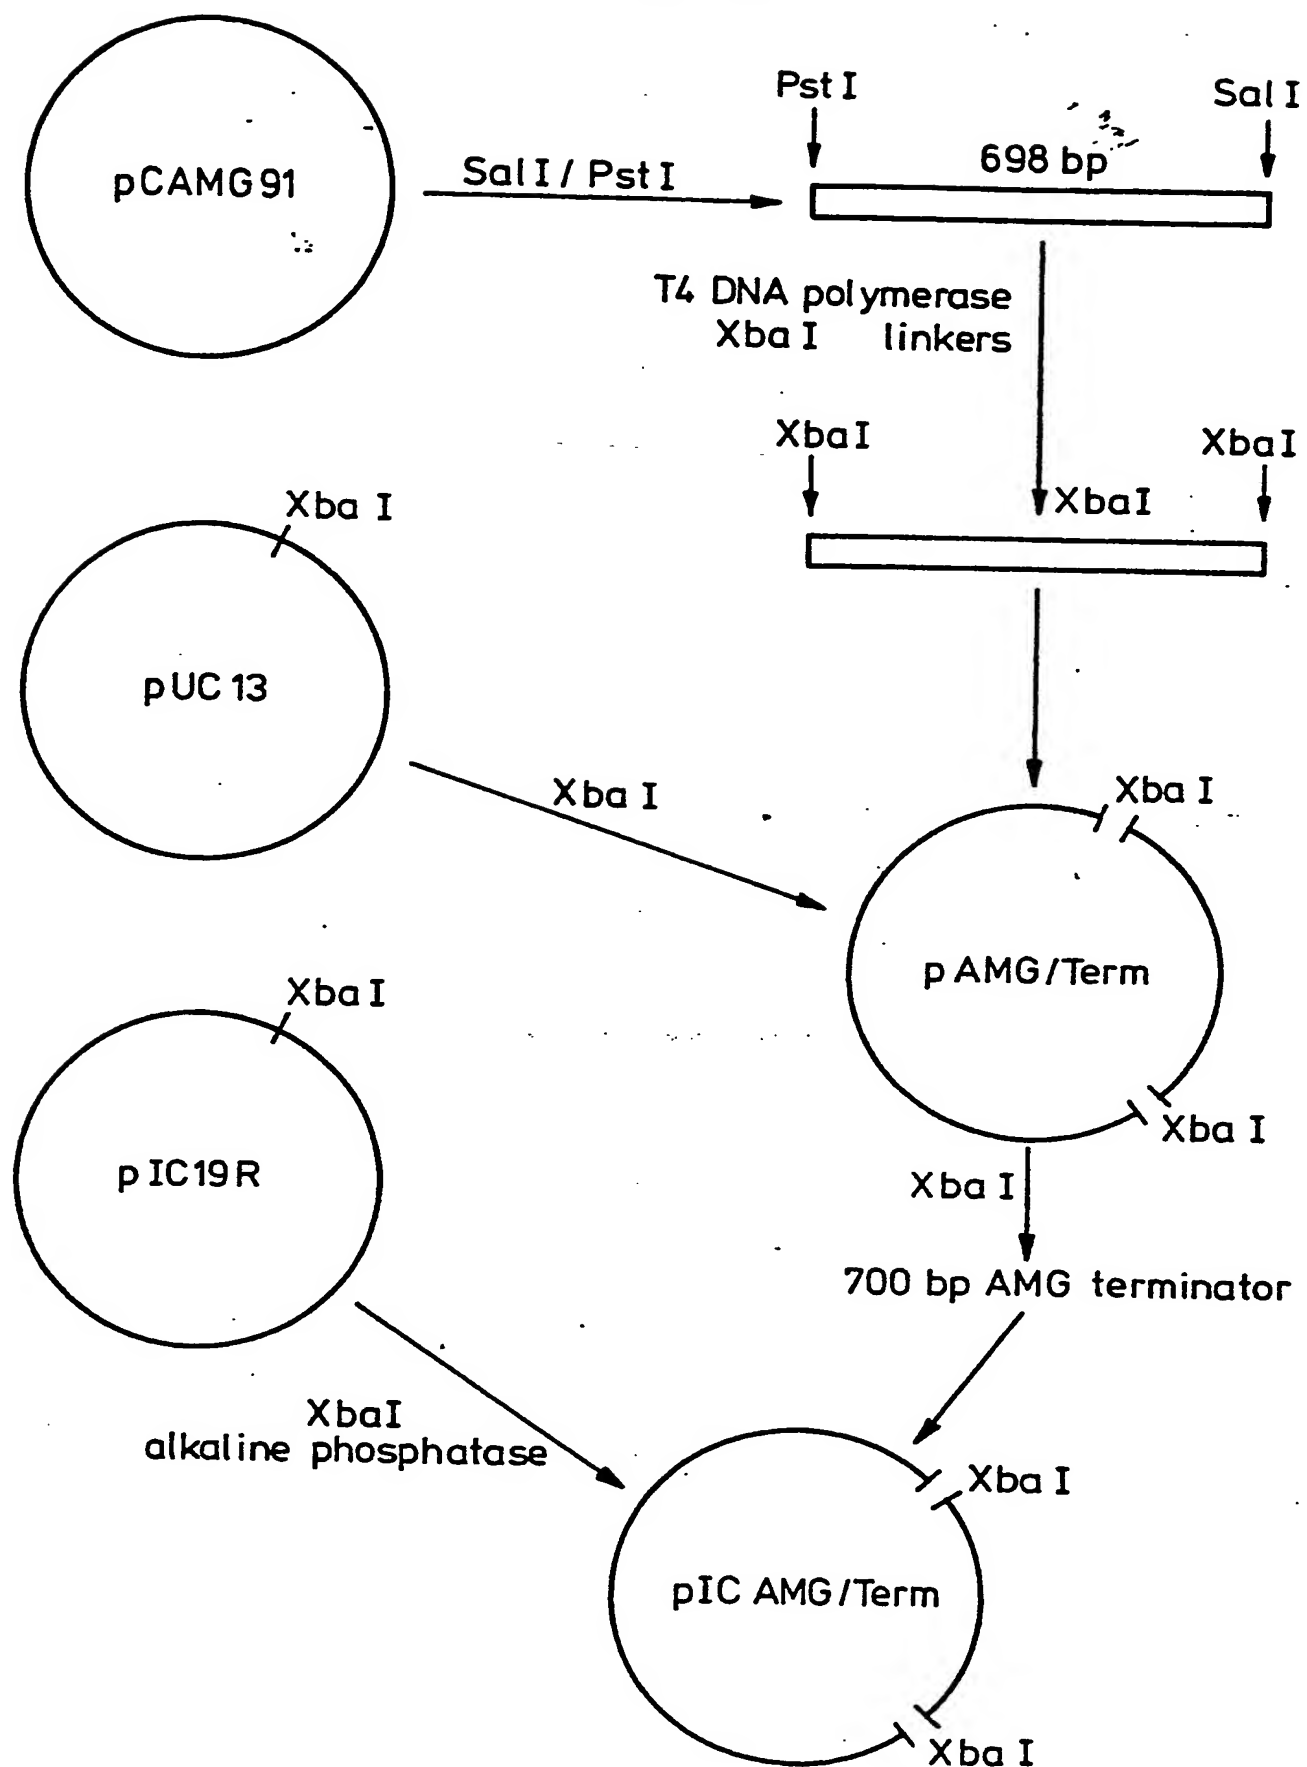 Pst I
Sal I
pCAMG91
Sal I / Pst I
698 bp
T4 DNA polymerase
Xba I linkers
Xba I
Xba I
Xba I
Xba I
pUC 13
Xba I
Xba I
pAMG/Term
Xba I
pIC19R
Xba I
Xba I
700 bp AMG terminator
Xba I
alkaline phosphatase
Xba I
pIC AMG/Term
Xba I